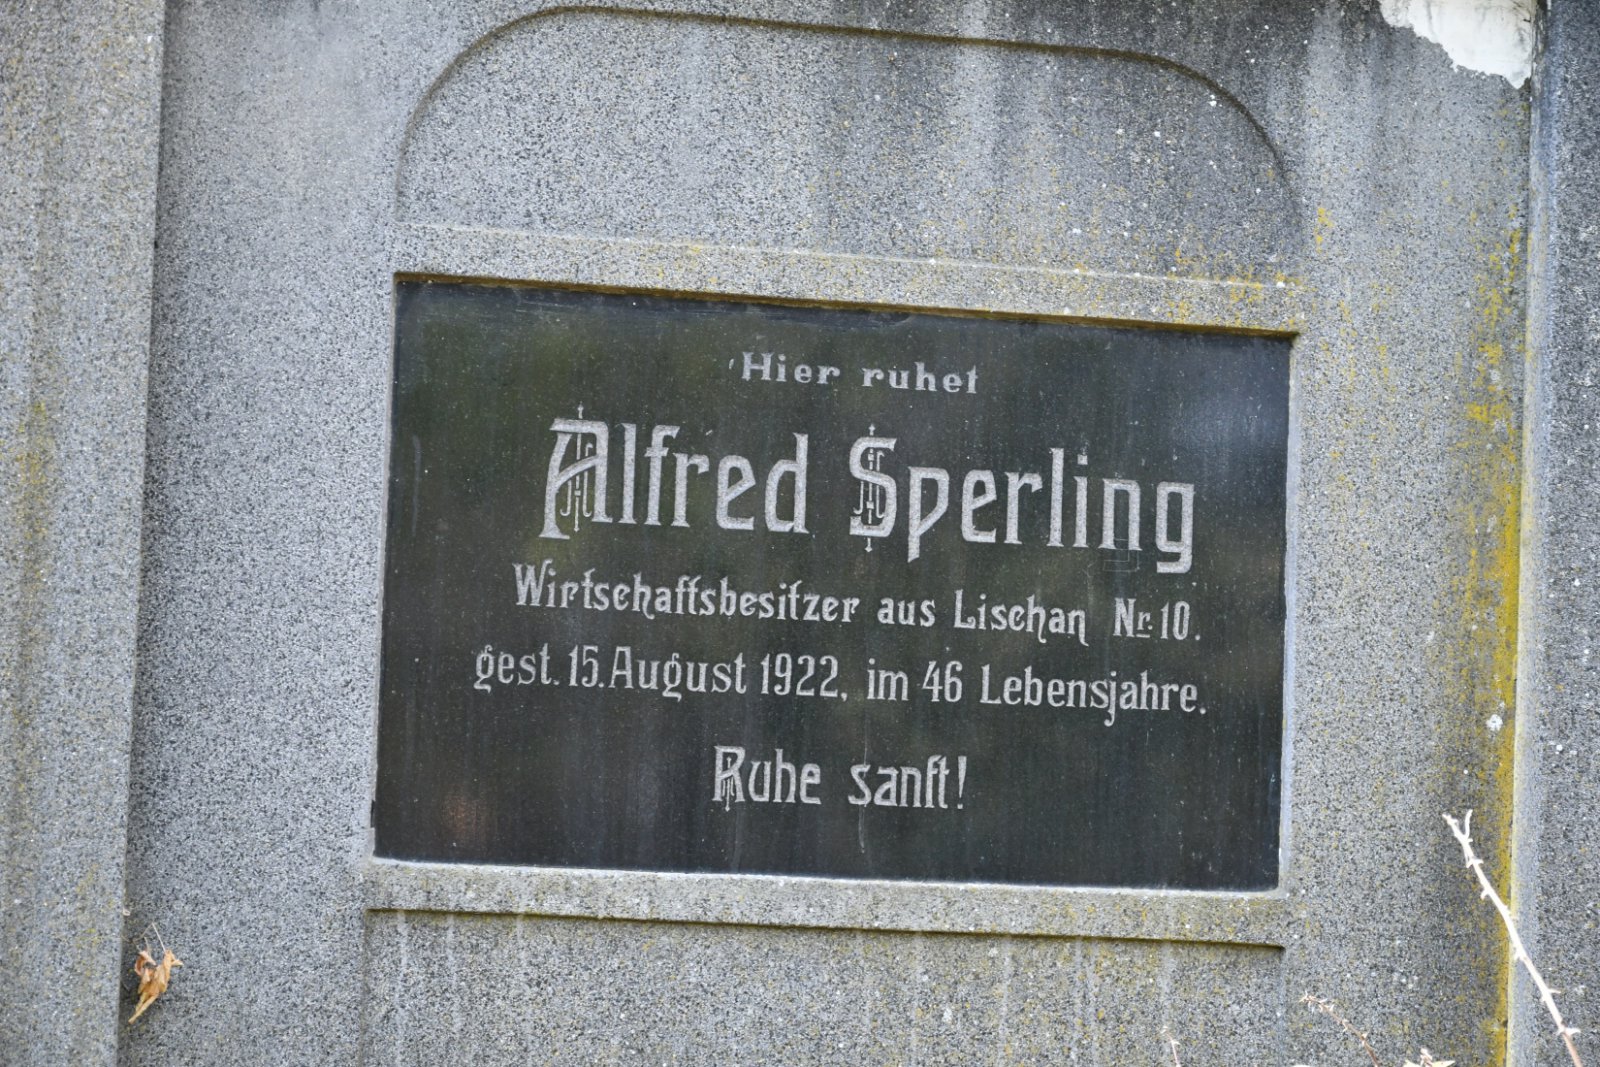 Hier ruhet
Alfred Sperling
Wirtschaftsbesitzer aus Lischan Nr. 10.
gest. 15. August 1922, im 46 Lebensjahre.
Ruhe sanft!